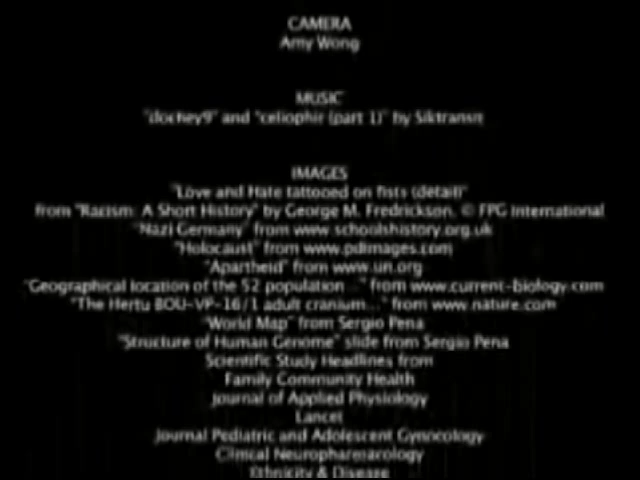 CAMERA
Amy Wong
MUSIC
and "celiophir (part 1)" by Siktransit
IMAGES
"Love and Hate tattooed on fists (detail)"
from "Racism: A Short History" by George M. Fredrickson, © FPG International
"Nazi Germany" from www.schoolshistory.org.uk
"Holocaust" from www.pdimages.com
"Apartheid" from www.un.org
"Geographical location of the 52 population..." from www.current-biology.com
"The Hertu BOU-VP-16/1 adult cranium..." from www.nature.com
"World Map" from Sergio Pena
"Structure of Human Genome" slide from Sergio Pena
Scientific Study Headlines from
Family Community Health
Journal of Applied Physiology
Lancet
Journal Pediatric and Adolescent Gynocology
Clinical Neuropharmarology
Ethnicity & Disease